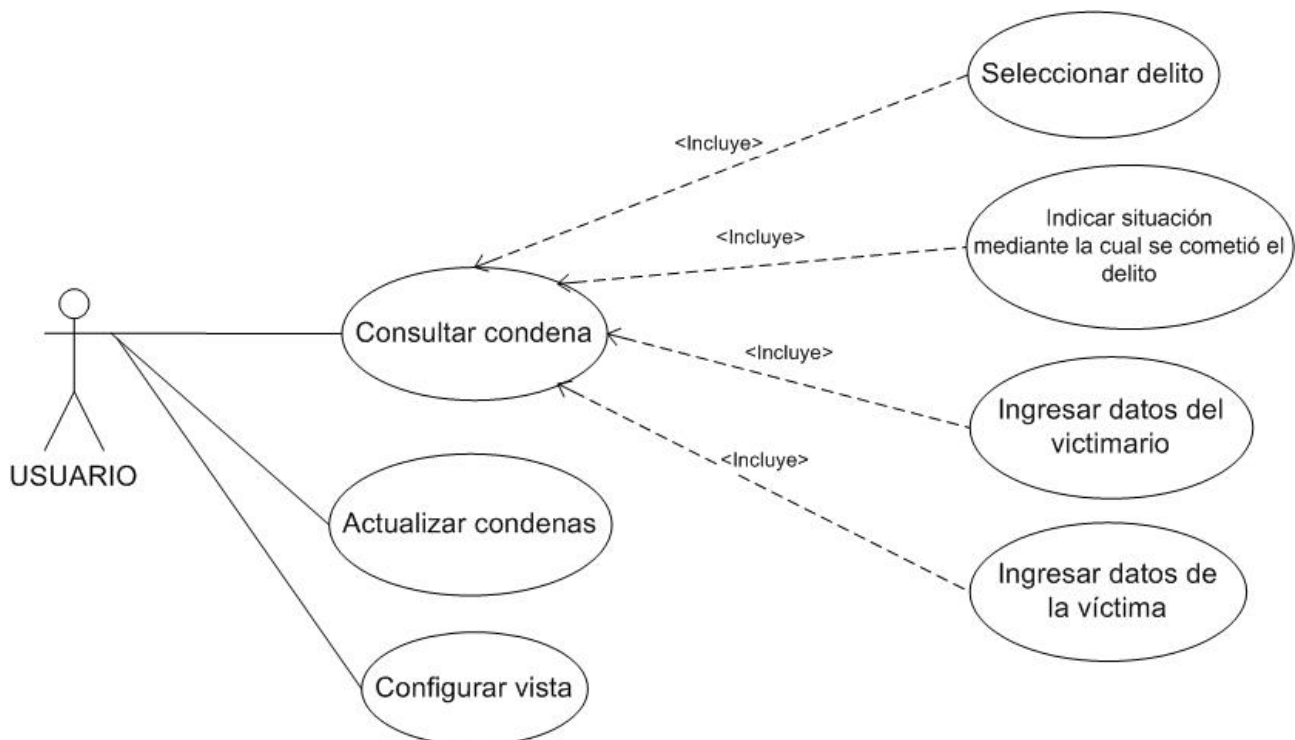 Seleccionar delito
<Incluye>
Indicar situación
mediante la cual se cometió el
delito
<Incluye>
Consultar condena
<Incluye>
Ingresar datos del
victimario
<Incluye>
USUARIO
Actualizar condenas
Ingresar datos de
la víctima
Configurar vista